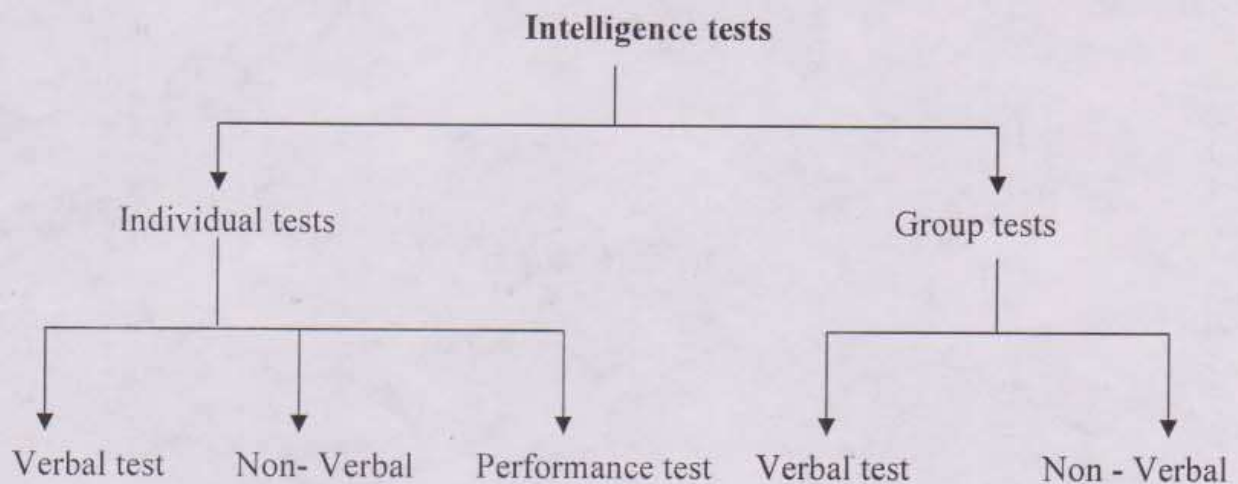 Intelligence tests
Individual tests
Group tests
Verbal test
Non- Verbal
Performance test
Verbal test
Non - Verbal